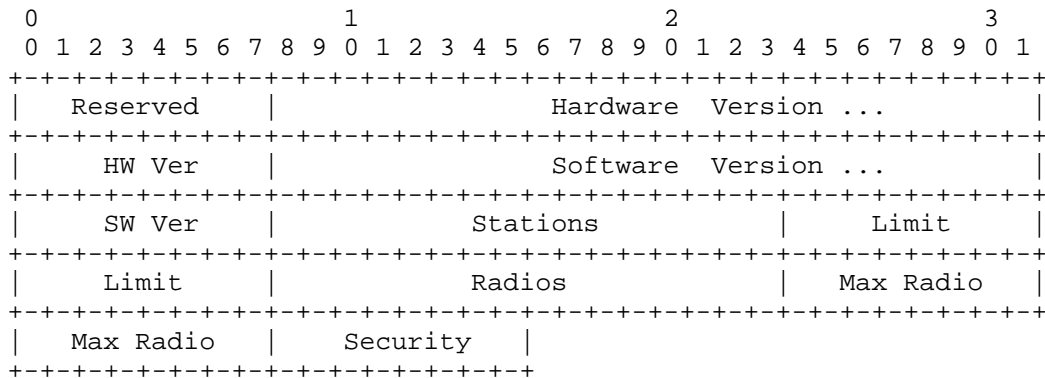 0                   1                   2                   3
 0 1 2 3 4 5 6 7 8 9 0 1 2 3 4 5 6 7 8 9 0 1 2 3 4 5 6 7 8 9 0 1
+-+-+-+-+-+-+-+-+-+-+-+-+-+-+-+-+-+-+-+-+-+-+-+-+-+-+-+-+-+-+-+-+
|   Reserved    |                 Hardware  Version ...         |
+-+-+-+-+-+-+-+-+-+-+-+-+-+-+-+-+-+-+-+-+-+-+-+-+-+-+-+-+-+-+-+-+
|     HW Ver    |                 Software  Version ...         |
+-+-+-+-+-+-+-+-+-+-+-+-+-+-+-+-+-+-+-+-+-+-+-+-+-+-+-+-+-+-+-+-+
|     SW Ver    |            Stations           |     Limit     |
+-+-+-+-+-+-+-+-+-+-+-+-+-+-+-+-+-+-+-+-+-+-+-+-+-+-+-+-+-+-+-+-+
|     Limit     |            Radios             |   Max Radio   |
+-+-+-+-+-+-+-+-+-+-+-+-+-+-+-+-+-+-+-+-+-+-+-+-+-+-+-+-+-+-+-+-+
|   Max Radio   |    Security   |
+-+-+-+-+-+-+-+-+-+-+-+-+-+-+-+-+